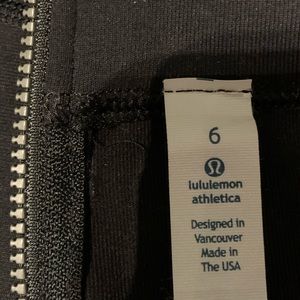 6
lululemon
athletica
Designed in
Vancouver
Made in
The USA